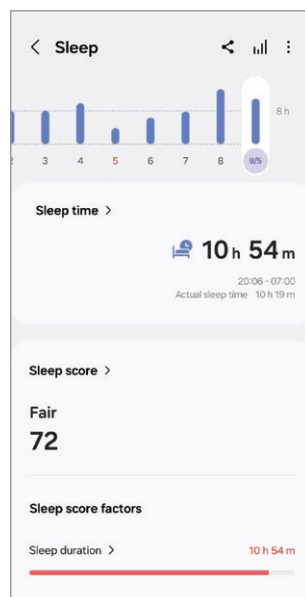 Sleep
8 h
2 3 4 5 6 7 8 9/5
Sleep time >
10 h 54 m
20:06 - 07:00
Actual sleep time 10 h 19 m
Sleep score >
Fair
72
Sleep score factors
Sleep duration >
10 h 54 m